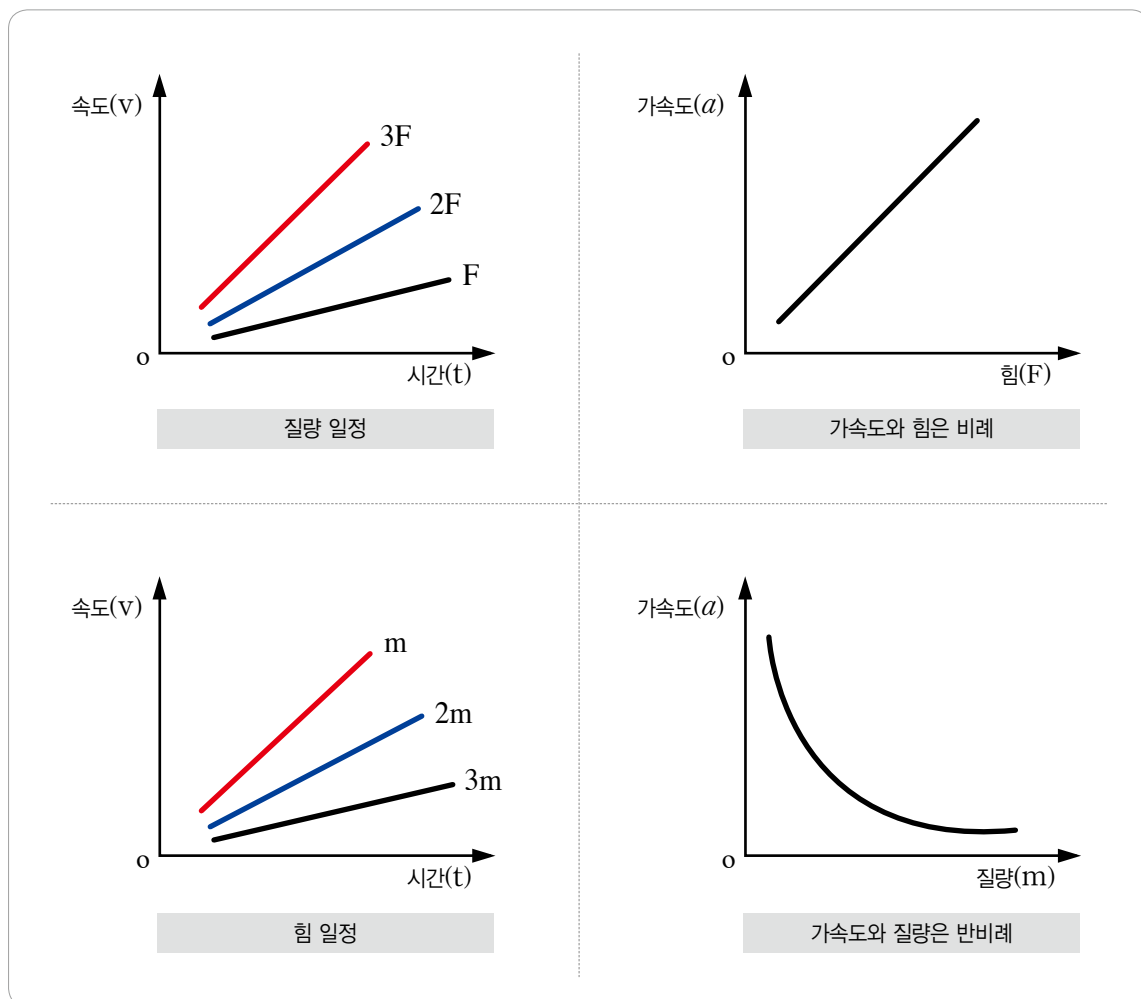 속도(v)
3F
2F
F
o
시간(t)
질량 일정
가속도(a)
o
힘(F)
가속도와 힘은 비례
속도(v)
m
2m
3m
o
시간(t)
힘 일정
가속도(a)
o
질량(m)
가속도와 질량은 반비례